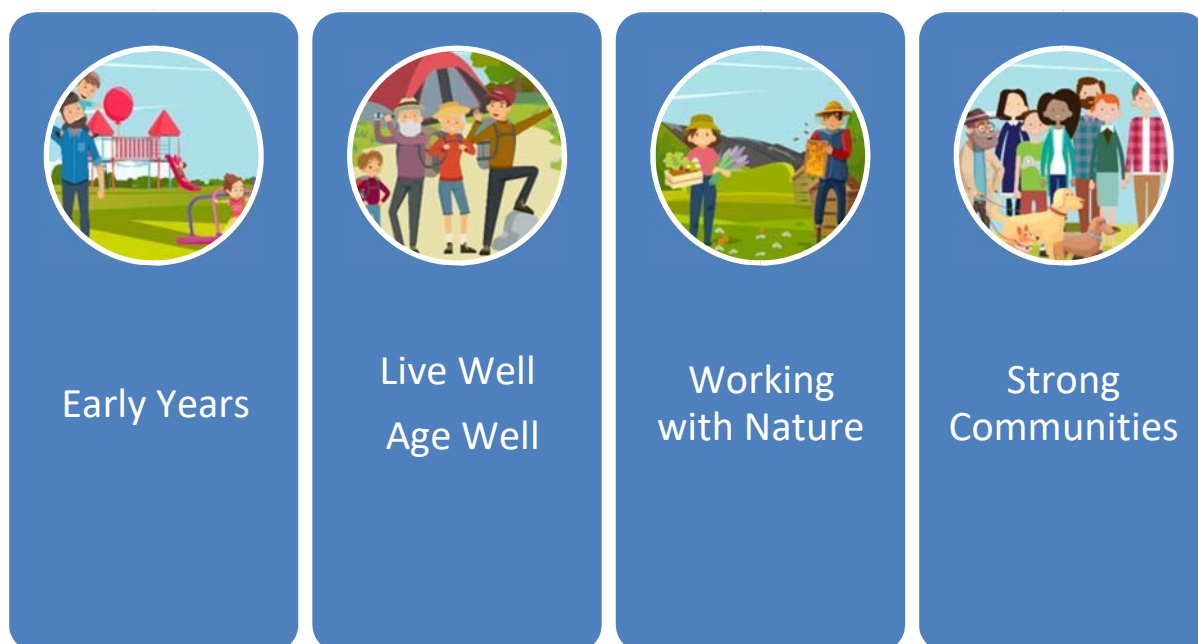 Early Years
Live Well
Age Well
Working
with Nature
Strong
Communities